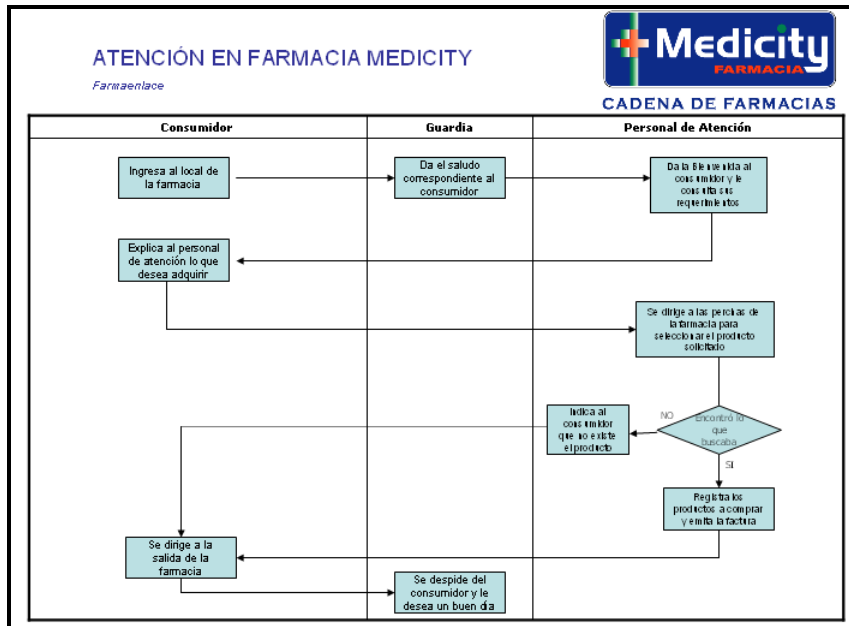 ATENCIÓN EN FARMACIA MEDICITY
Farmaenlace
Medicity
FARMACIA
CADENA DE FARMACIAS
Consumidor
Guardia
Personal de Atención
Ingresa al local de
la farmacia
Da el saludo
correspondiente al
consumidor
Da la Bienvenida al
consumidor y le
consulta sus
requerimientos
Explica al personal
de atención lo que
desea adquirir
Se dirige a las perchas de
la farmacia para
seleccionar el producto
solicitado
Encontró lo
que
buscaba
NO
SI
Indica al
consumidor
que no existe
el producto
Registra los
productos a comprar
y emita la factura
Se dirige a la
salida de la
farmacia
Se despide del
consumidor y le
desea un buen día